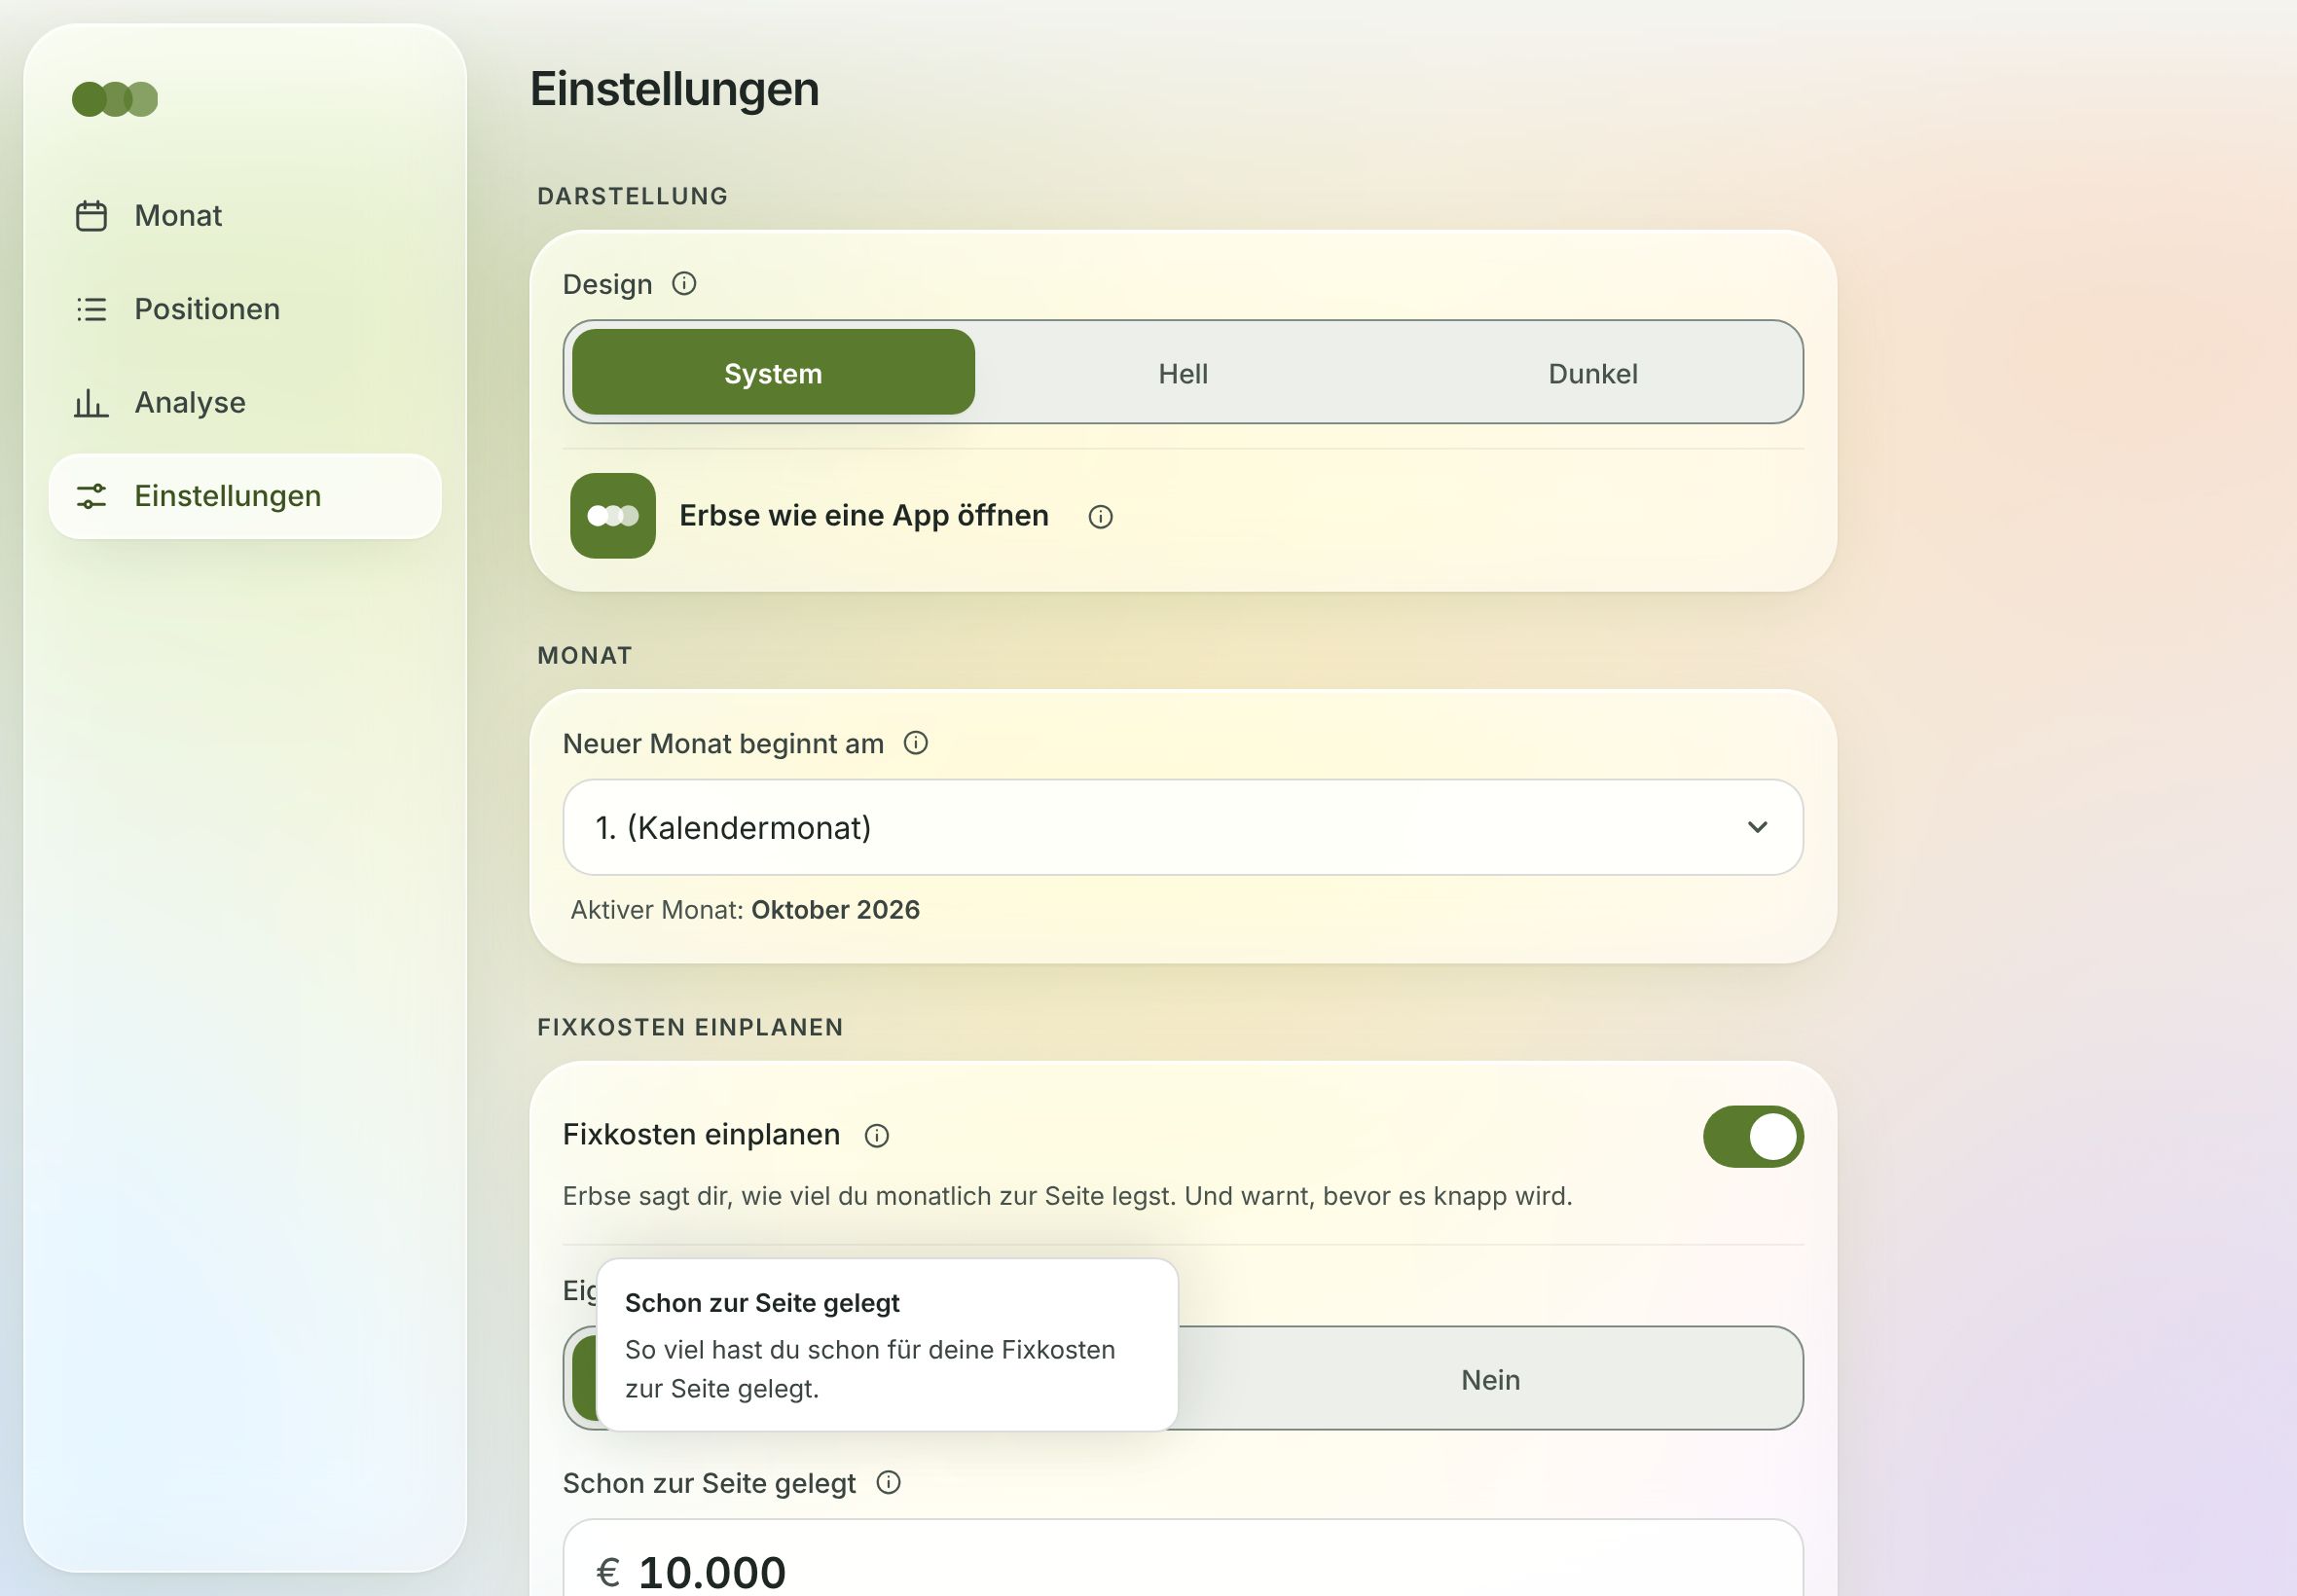 Einstellungen
Monat
Positionen
Analyse
Einstellungen
DARSTELLUNG
Design
System
Hell
Dunkel
Erbse wie eine App öffnen
MONAT
Neuer Monat beginnt am
1. (Kalendermonat)
Aktiver Monat: Oktober 2026
FIXKOSTEN EINPLANEN
Fixkosten einplanen
Erbse sagt dir, wie viel du monatlich zur Seite legst. Und warnt, bevor es knapp wird.
Schon zur Seite gelegt
So viel hast du schon für deine Fixkosten
zur Seite gelegt.
Nein
Schon zur Seite gelegt
€ 10.000